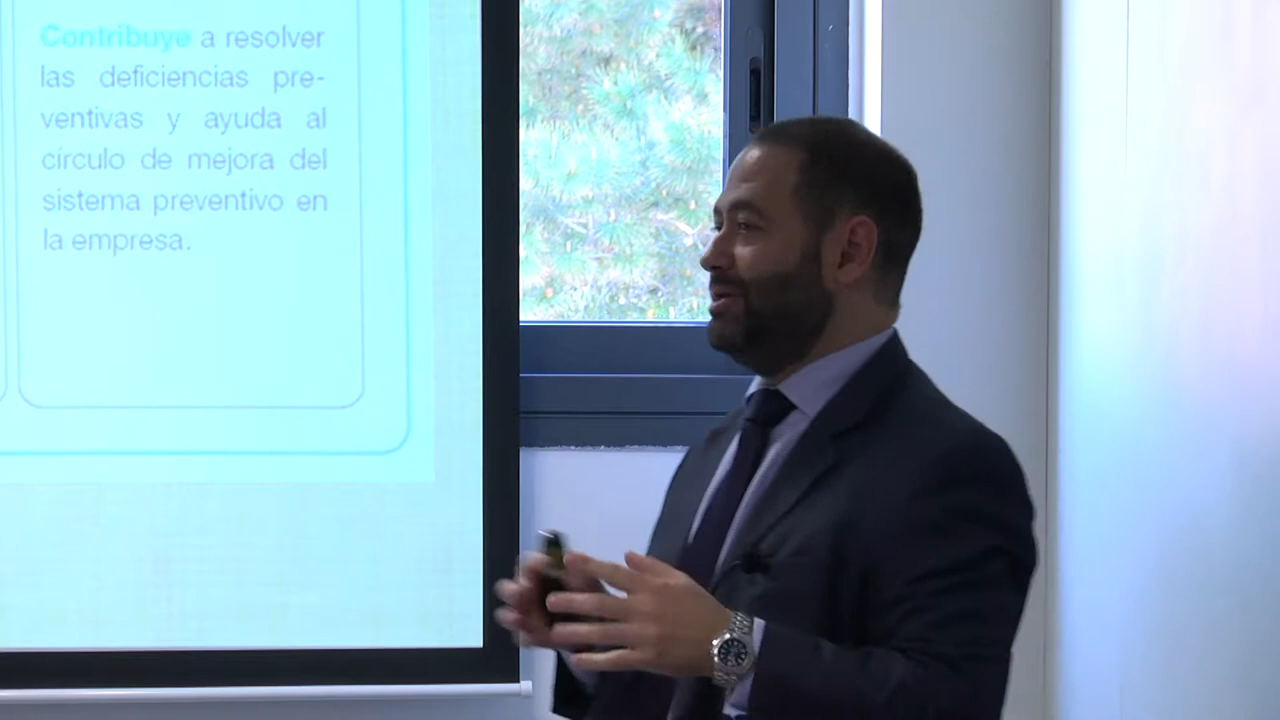 Contribuye a resolver
las deficiencias pre-
ventivas y ayuda al
círculo de mejora del
sistema preventivo en
la empresa.